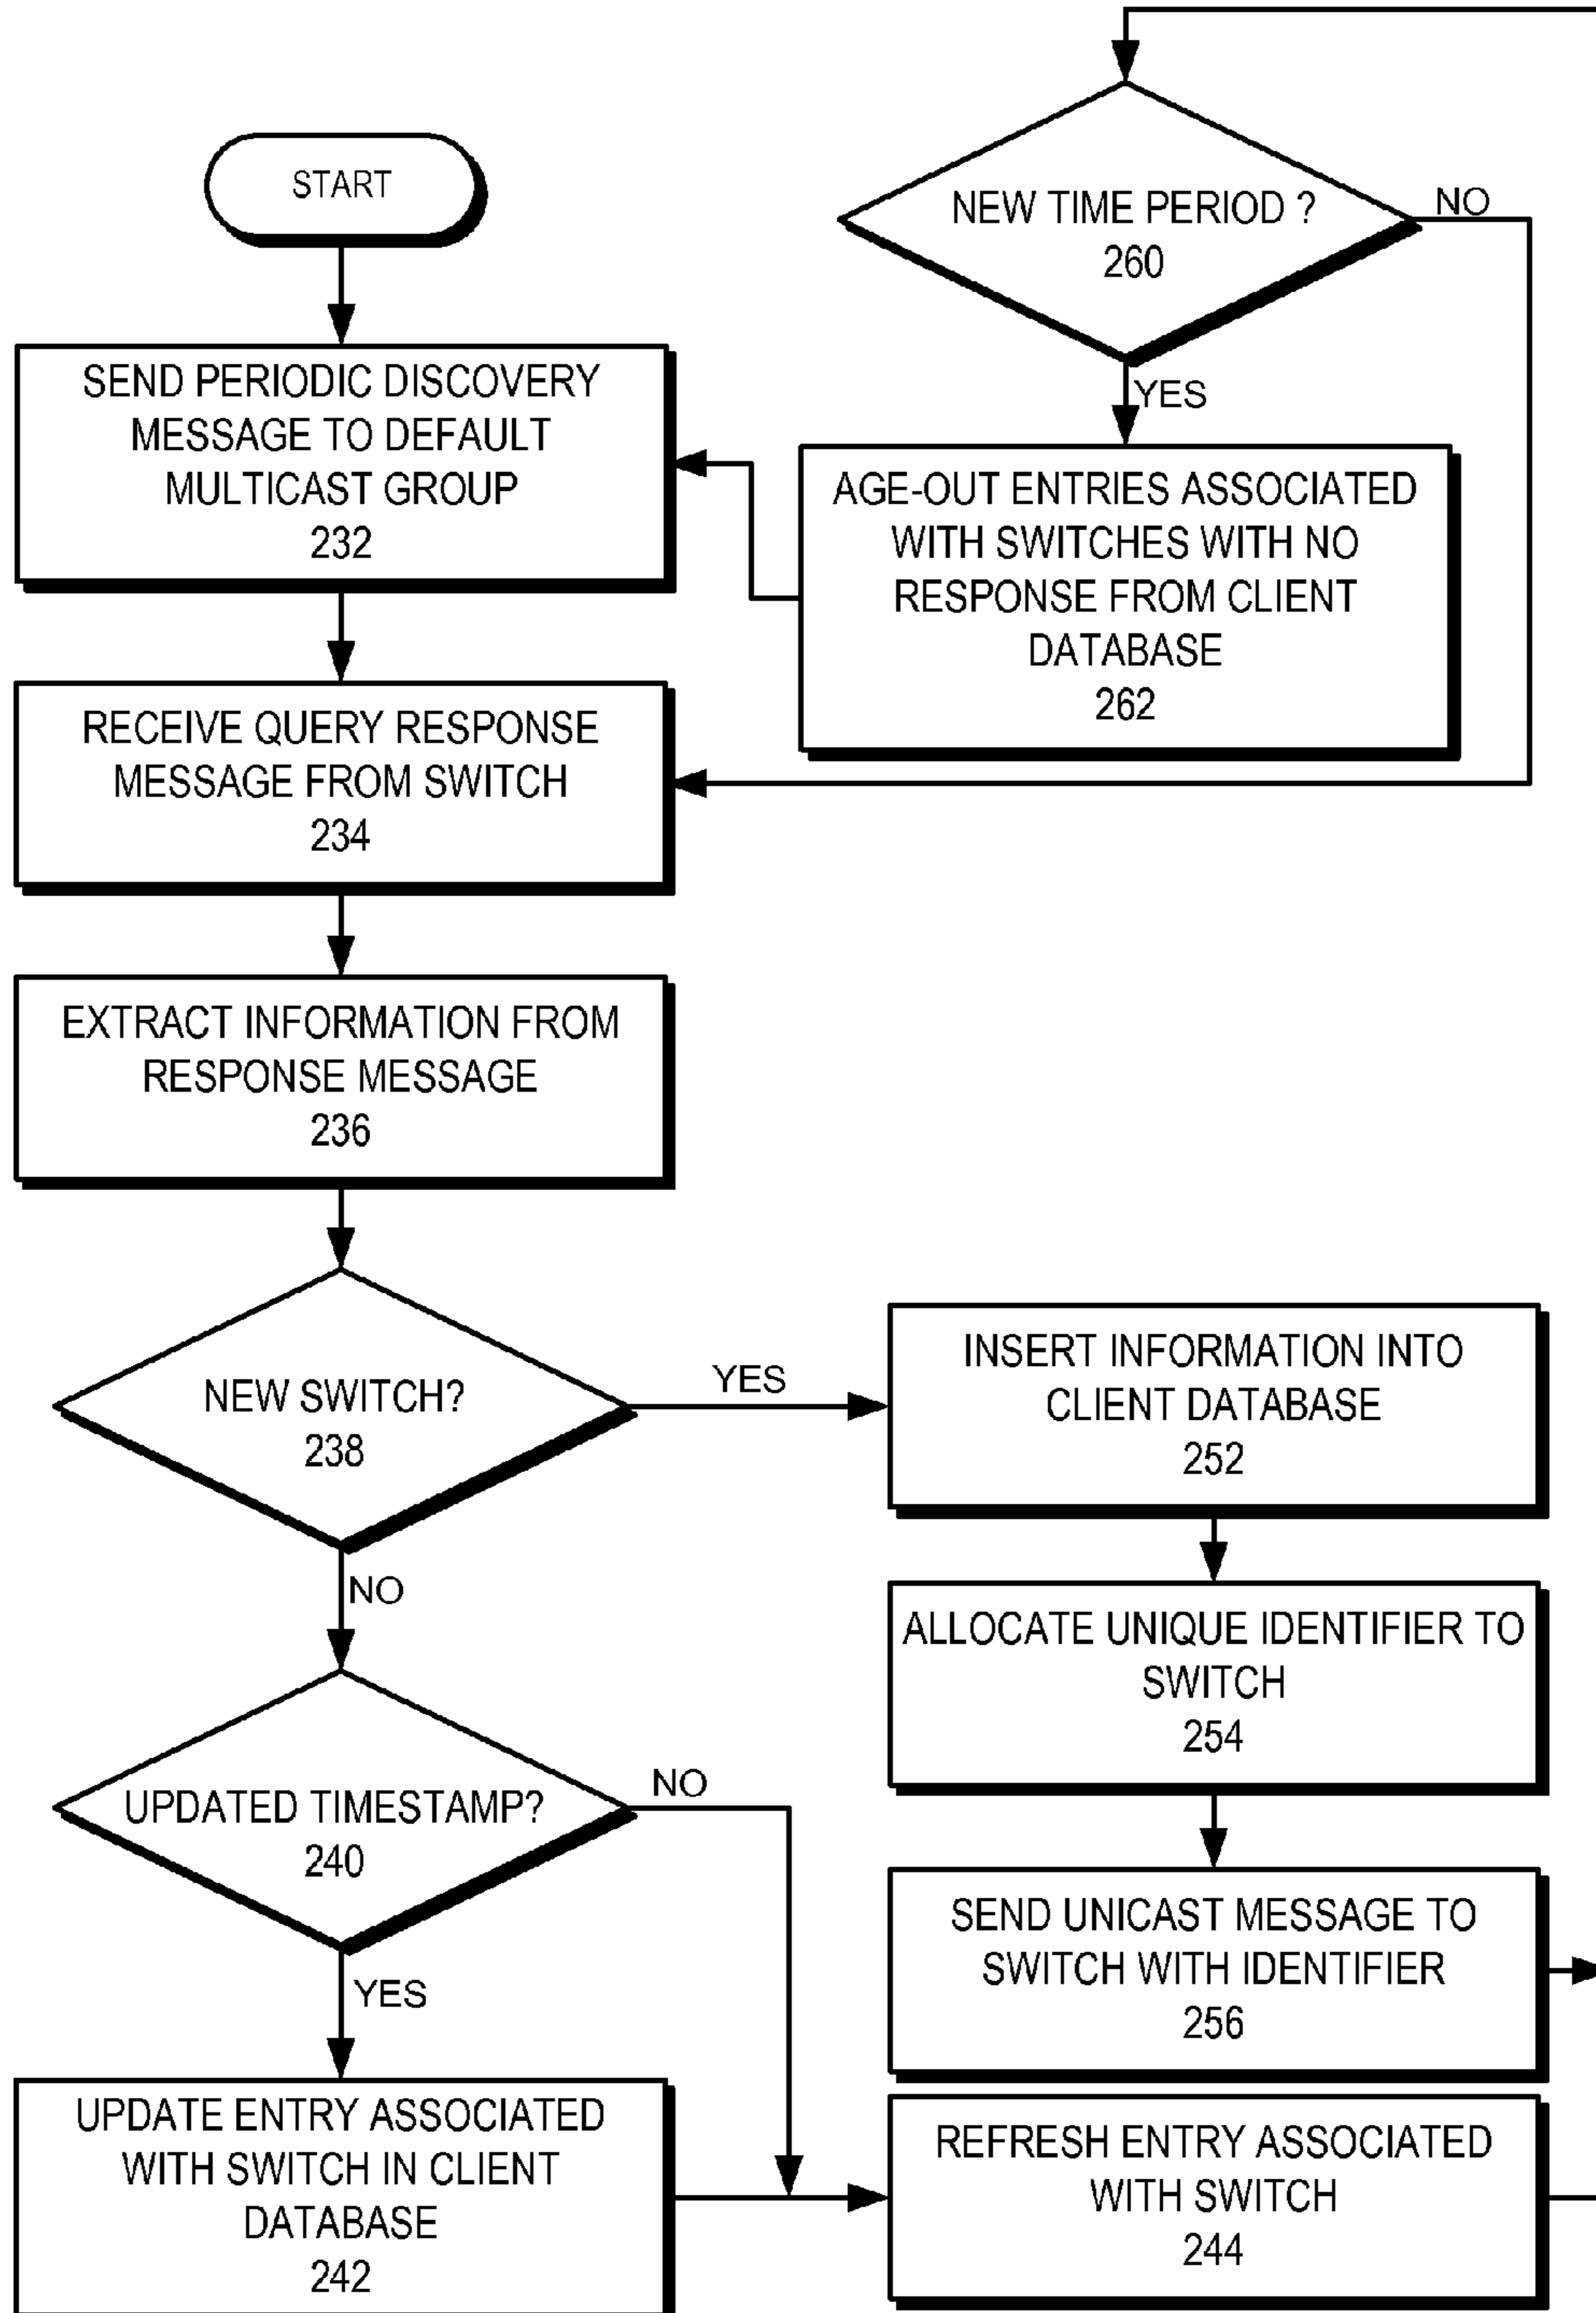 START
SEND PERIODIC DISCOVERY
MESSAGE TO DEFAULT
MULTICAST GROUP
232
RECEIVE QUERY RESPONSE
MESSAGE FROM SWITCH
234
EXTRACT INFORMATION FROM
RESPONSE MESSAGE
236
NEW SWITCH?
238
YES
NO
UPDATED TIMESTAMP?
240
NO
YES
UPDATE ENTRY ASSOCIATED
WITH SWITCH IN CLIENT
DATABASE
242
REFRESH ENTRY ASSOCIATED
WITH SWITCH
244
INSERT INFORMATION INTO
CLIENT DATABASE
252
ALLOCATE UNIQUE IDENTIFIER TO
SWITCH
254
SEND UNICAST MESSAGE TO
SWITCH WITH IDENTIFIER
256
NEW TIME PERIOD ?
260
NO
YES
AGE-OUT ENTRIES ASSOCIATED
WITH SWITCHES WITH NO
RESPONSE FROM CLIENT
DATABASE
262